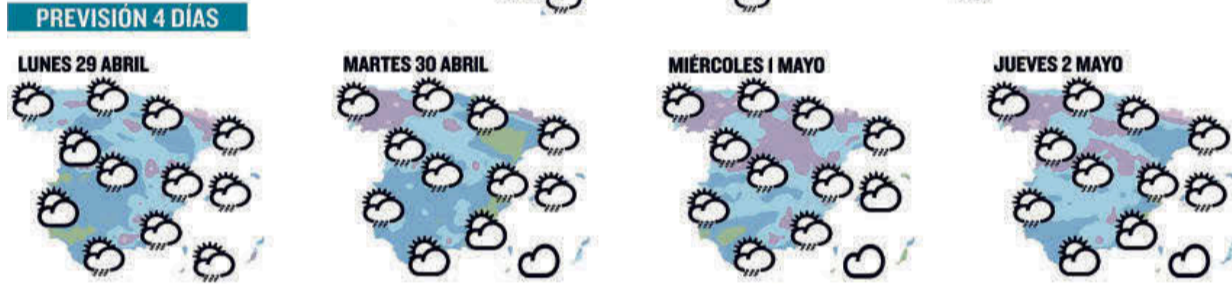 PREVISIÓN 4 DÍAS
LUNES 29 ABRIL
MARTES 30 ABRIL
MIÉRCOLES 1 MAYO
JUEVES 2 MAYO